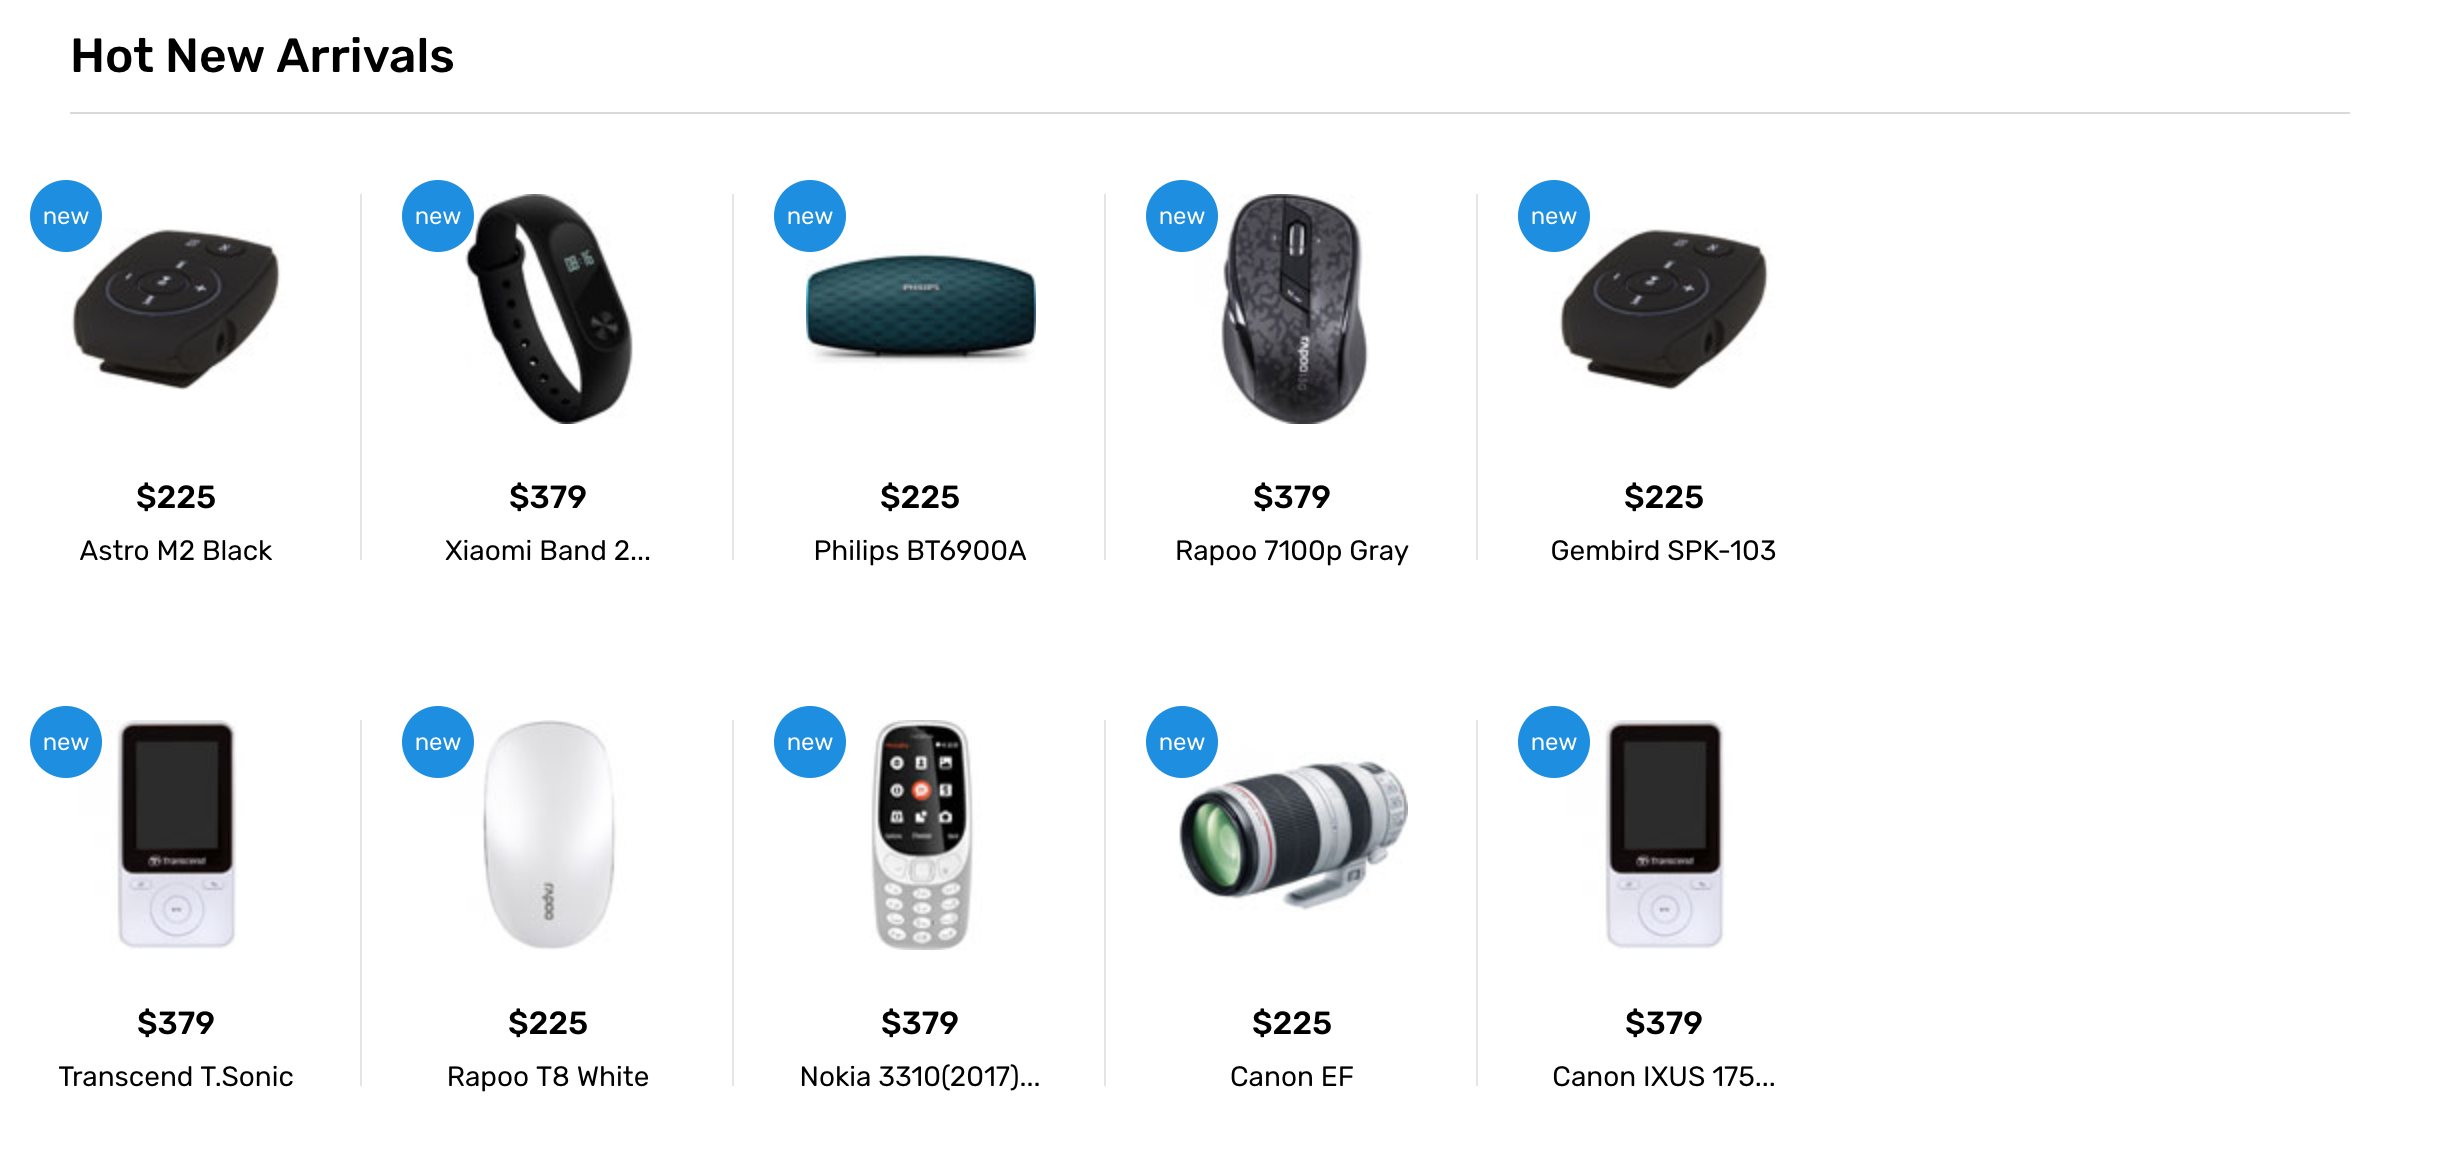 Hot New Arrivals
new
$225
Astro M2 Black
new
$379
Xiaomi Band 2...
new
PHILIPS
$225
Philips BT6900A
new
rapoo
$379
Rapoo 7100p Gray
new
$225
Gembird SPK-103
new
Transcend
$379
Transcend T.Sonic
new
rapoo
$225
Rapoo T8 White
new
$379
Nokia 3310(2017)...
new
$225
Canon EF
new
Transcend
$379
Canon IXUS 175...